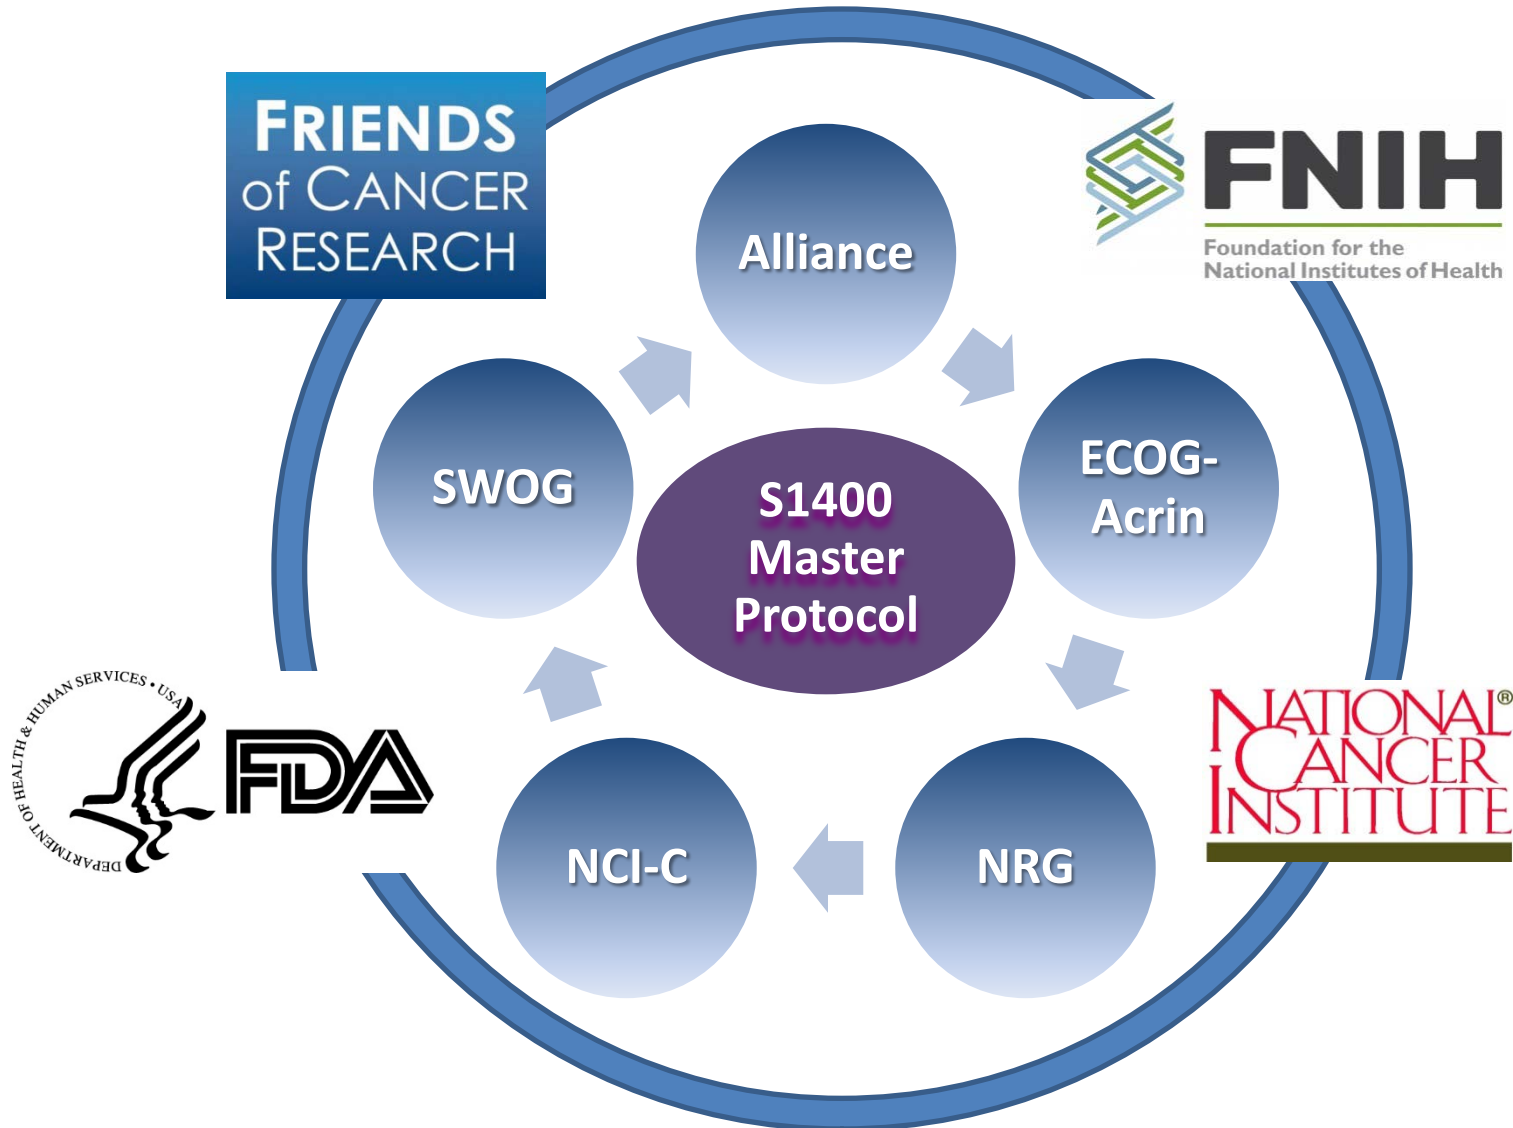 FRIENDS
of CANCER
RESEARCH
FNIH
Foundation for the
National Institutes of Health
Alliance
SWOG
ECOG-
Acrin
S1400
Master
Protocol
DEPARTMENT OF HEALTH & HUMAN SERVICES • USA
FDA
NATIONAL®
CANCER
INSTITUTE
NCI-C
NRG